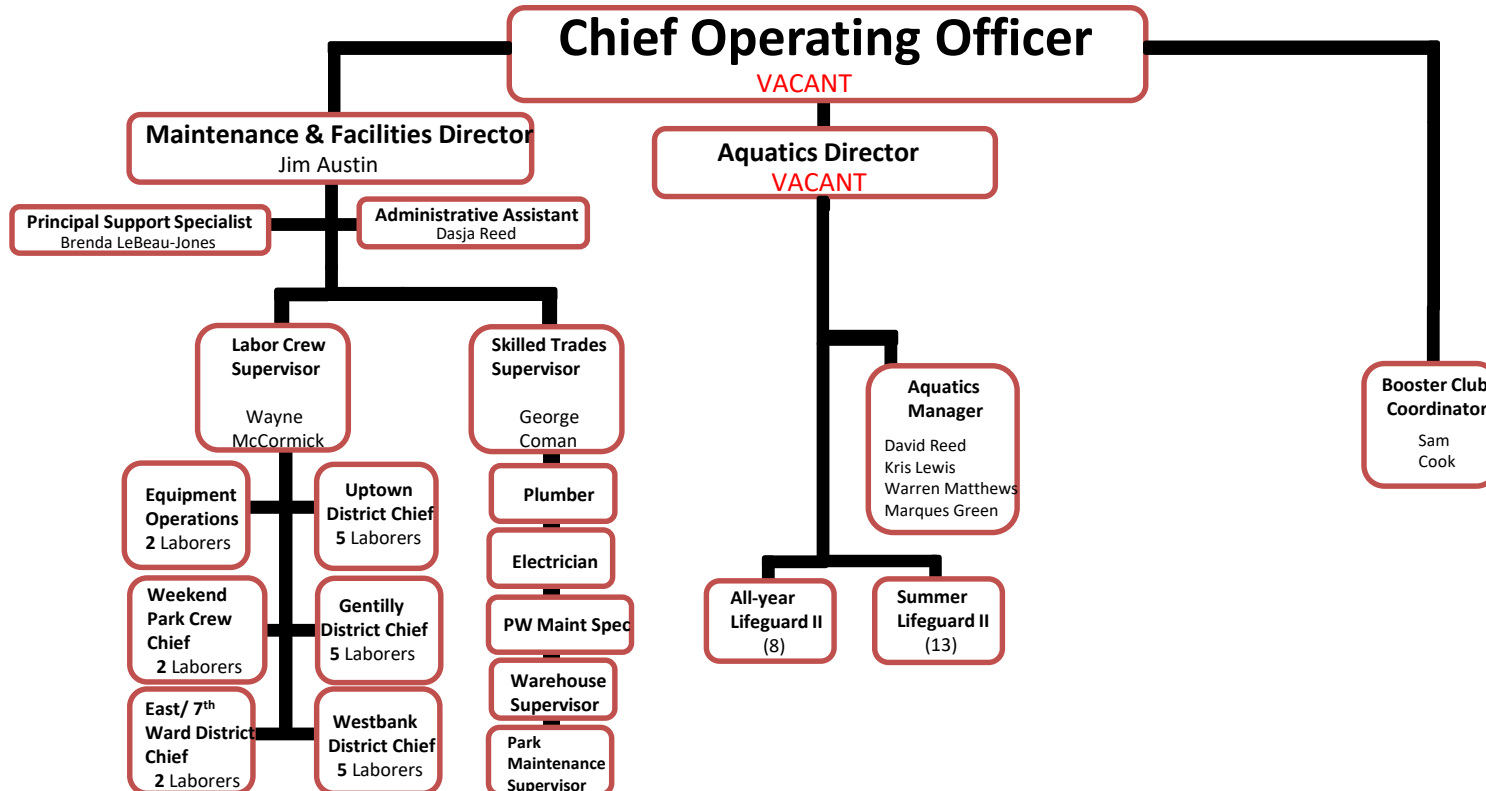 Chief Operating Officer
VACANT
Maintenance & Facilities Director
Jim Austin
Aquatics Director
VACANT
Principal Support Specialist
Brenda LeBeau-Jones
Administrative Assistant
Dasja Reed
Labor Crew
Supervisor
Wayne
McCormick
Skilled Trades
Supervisor
George
Coman
Aquatics
Manager
David Reed
Kris Lewis
Warren Matthews
Marques Green
Booster Club
Coordinator
Sam
Cook
Equipment
Operations
2 Laborers
Uptown
District Chief
5 Laborers
Weekend
Park Crew
Chief
2 Laborers
Gentilly
District Chief
5 Laborers
East/ 7th
Ward District
Chief
2 Laborers
Westbank
District Chief
5 Laborers
Plumber
Electrician
PW Maint Spec
Warehouse
Supervisor
Park
Maintenance
Supervisor
All-year
Lifeguard II
(8)
Summer
Lifeguard II
(13)